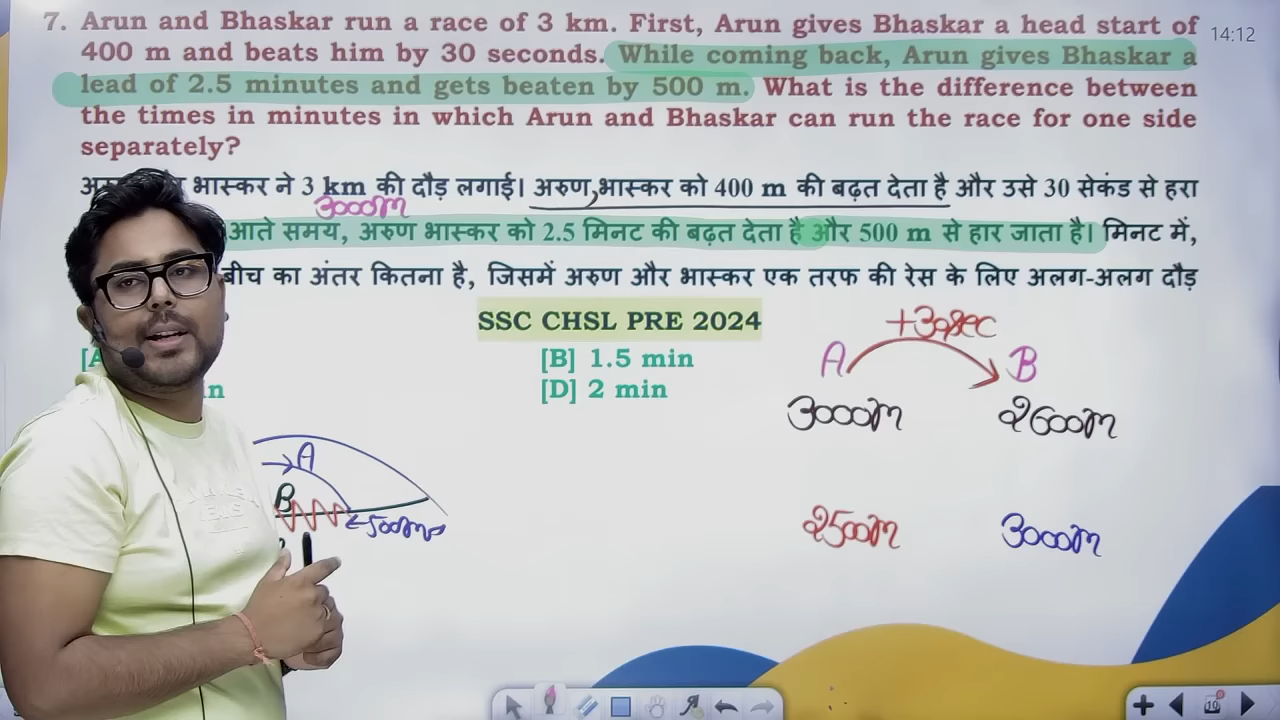 7. Arun and Bhaskar run a race of 3 km. First, Arun gives Bhaskar a head start of
14:12
400 m and beats him by 30 seconds. While coming back, Arun gives Bhaskar a
lead of 2.5 minutes and gets beaten by 500 m. What is the difference between
the times in minutes in which Arun and Bhaskar can run the race for one side
separately?
भास्कर ने 3 km की दौड़ लगाई। अरुण,भास्कर को 400 m की बढ़त देता है और उसे 30 सेकंड से हरा
3000m
आते समय, अरुण भास्कर को 2.5 मिनट की बढ़त देता है और 500 m से हार जाता है। मिनट में,
बीच का अंतर कितना है, जिसमें अरुण और भास्कर एक तरफ की रेस के लिए अलग-अलग दौड़
SSC CHSL PRE 2024
+30sec
[B] 1.5 min
A B
[D] 2 min
3000m 2600m
A
B
500m
2500m 3000m
19